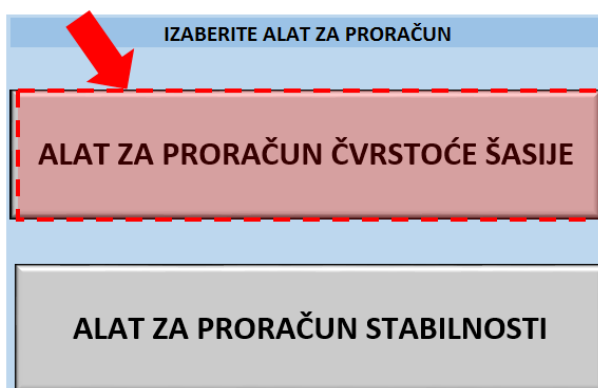 IZABERITE ALAT ZA PRORAČUN
ALAT ZA PRORAČUN ČVRSTOĆE ŠASIJE
ALAT ZA PRORAČUN STABILNOSTI